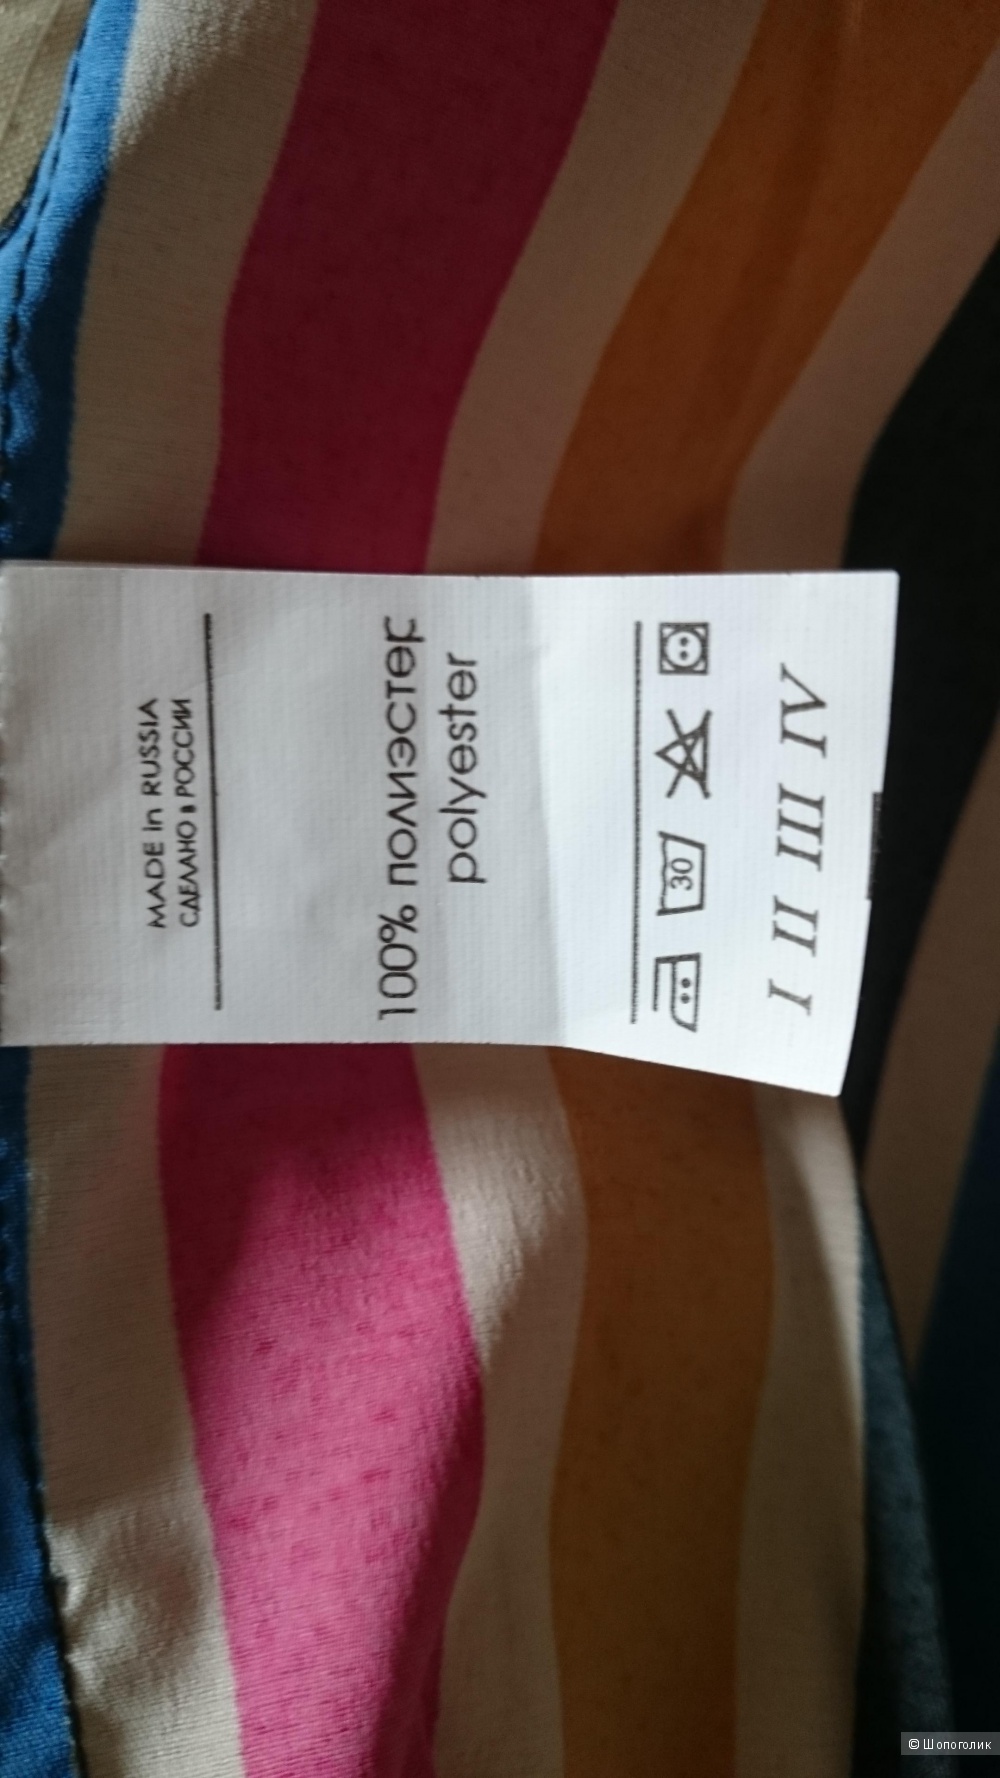 MADE in RUSSIA
СДЕЛАНО в РОССИИ
100% полиэстер
polyester
30
I II III IV
© Шопоголик